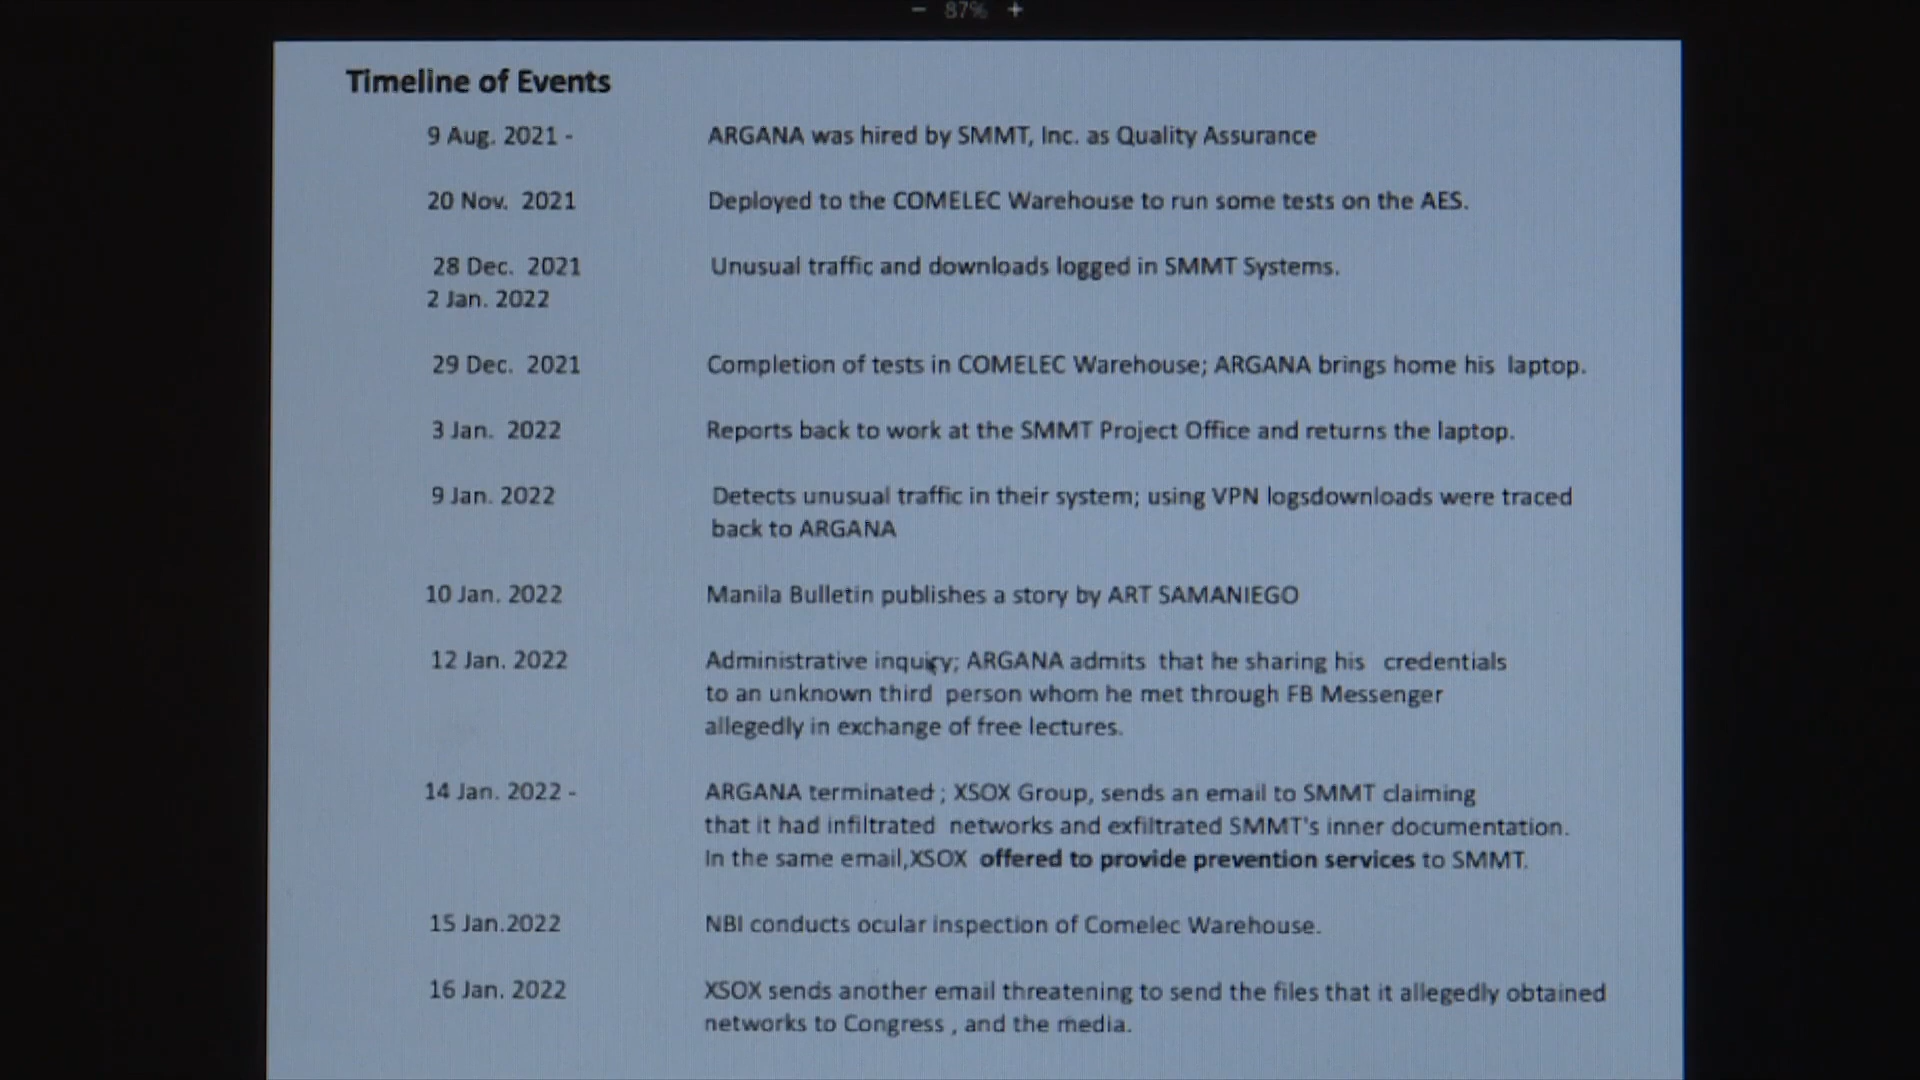 − 87% +
Timeline of Events
9 Aug. 2021 - ARGANA was hired by SMMT, Inc. as Quality Assurance
20 Nov. 2021 Deployed to the COMELEC Warehouse to run some tests on the AES.
28 Dec. 2021 Unusual traffic and downloads logged in SMMT Systems.
2 Jan. 2022
29 Dec. 2021 Completion of tests in COMELEC Warehouse; ARGANA brings home his laptop.
3 Jan. 2022 Reports back to work at the SMMT Project Office and returns the laptop.
9 Jan. 2022 Detects unusual traffic in their system; using VPN logsdownloads were traced
back to ARGANA
10 Jan. 2022 Manila Bulletin publishes a story by ART SAMANIEGO
12 Jan. 2022 Administrative inquiry; ARGANA admits that he sharing his credentials
to an unknown third person whom he met through FB Messenger
allegedly in exchange of free lectures.
14 Jan. 2022 - ARGANA terminated ; XSOX Group, sends an email to SMMT claiming
that it had infiltrated networks and exfiltrated SMMT's inner documentation.
In the same email,XSOX offered to provide prevention services to SMMT.
15 Jan.2022 NBI conducts ocular inspection of Comelec Warehouse.
16 Jan. 2022 XSOX sends another email threatening to send the files that it allegedly obtained
networks to Congress , and the media.